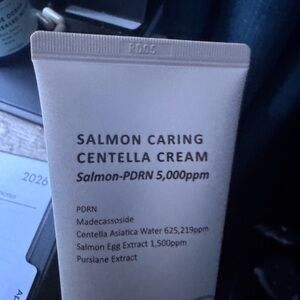 R005
SALMON CARING
CENTELLA CREAM
Salmon-PDRN 5,000ppm
PDRN
Madecassoside
Centella Asiatica Water 625,219ppm
Salmon Egg Extract 1,500ppm
Purslane Extract
2026